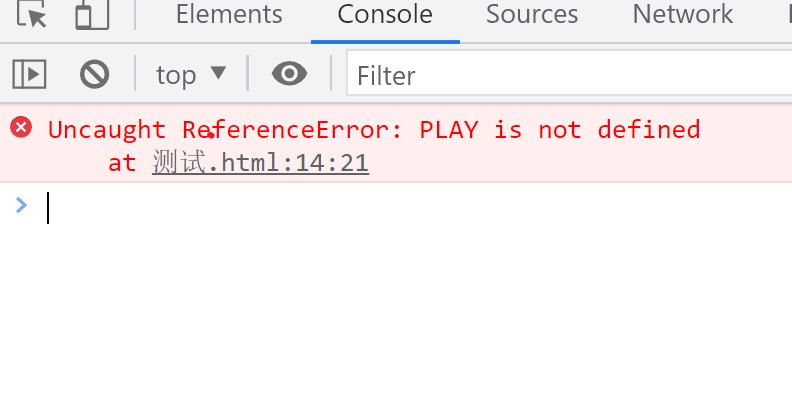 Elements Console Sources Network
top Filter
Uncaught ReferenceError: PLAY is not defined
at 测试.html:14:21